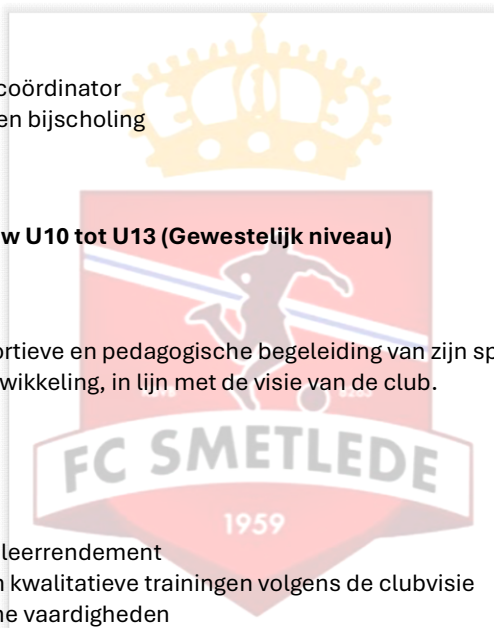 coördinator
en bijscholing
w U10 tot U13 (Gewestelijk niveau)
ortieve en pedagogische begeleiding van zijn sp
wikkeling, in lijn met de visie van de club.
FC SMETLEDE
1959
leerrendement
n kwalitatieve trainingen volgens de clubvisie
ne vaardigheden